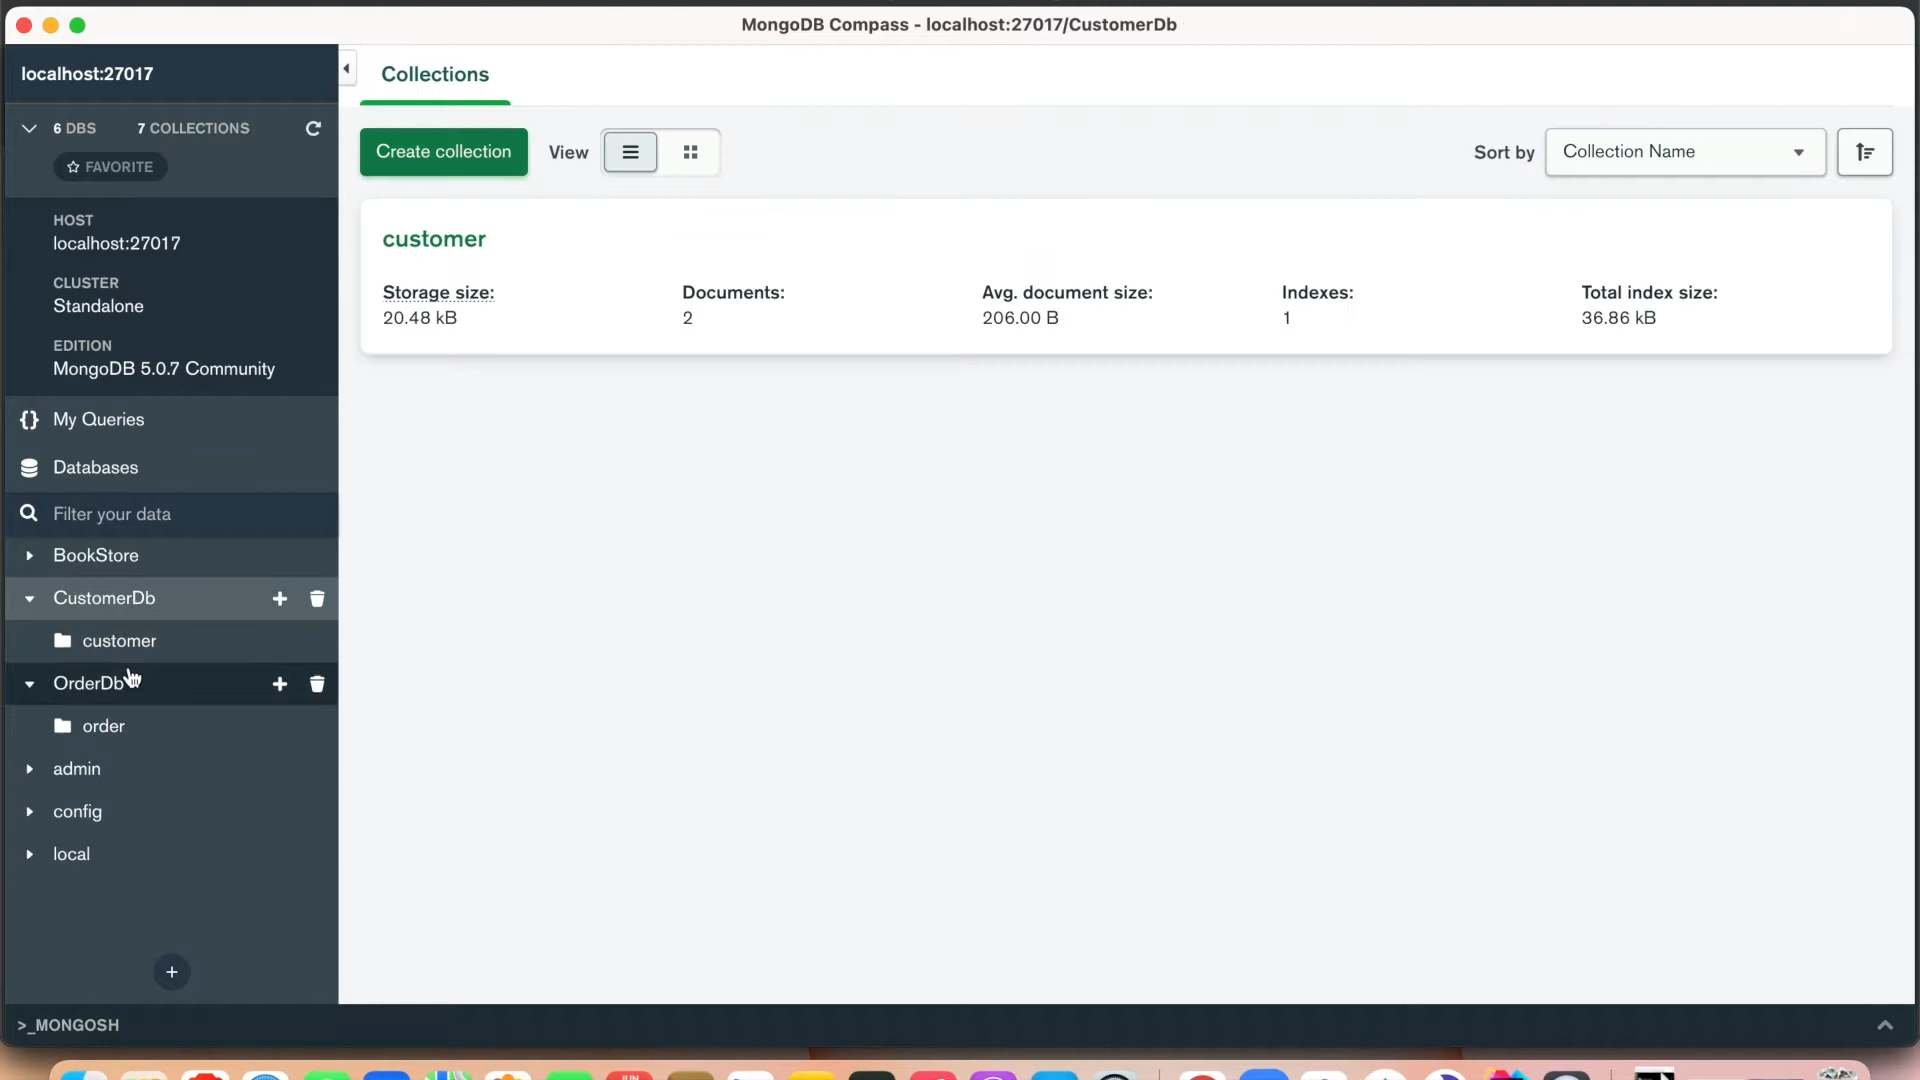 MongoDB Compass - localhost:27017/CustomerDb
localhost:27017
Collections
6 DBS 7 COLLECTIONS
FAVORITE
Create collection View Sort by Collection Name
HOST
localhost:27017
CLUSTER
Standalone
EDITION
MongoDB 5.0.7 Community
customer
Storage size: Documents: Avg. document size: Indexes: Total index size:
20.48 kB 2 206.00 B 1 36.86 kB
{} My Queries
Databases
Filter your data
BookStore
CustomerDb
customer
OrderDb
order
admin
config
local
>_MONGOSH
JUN